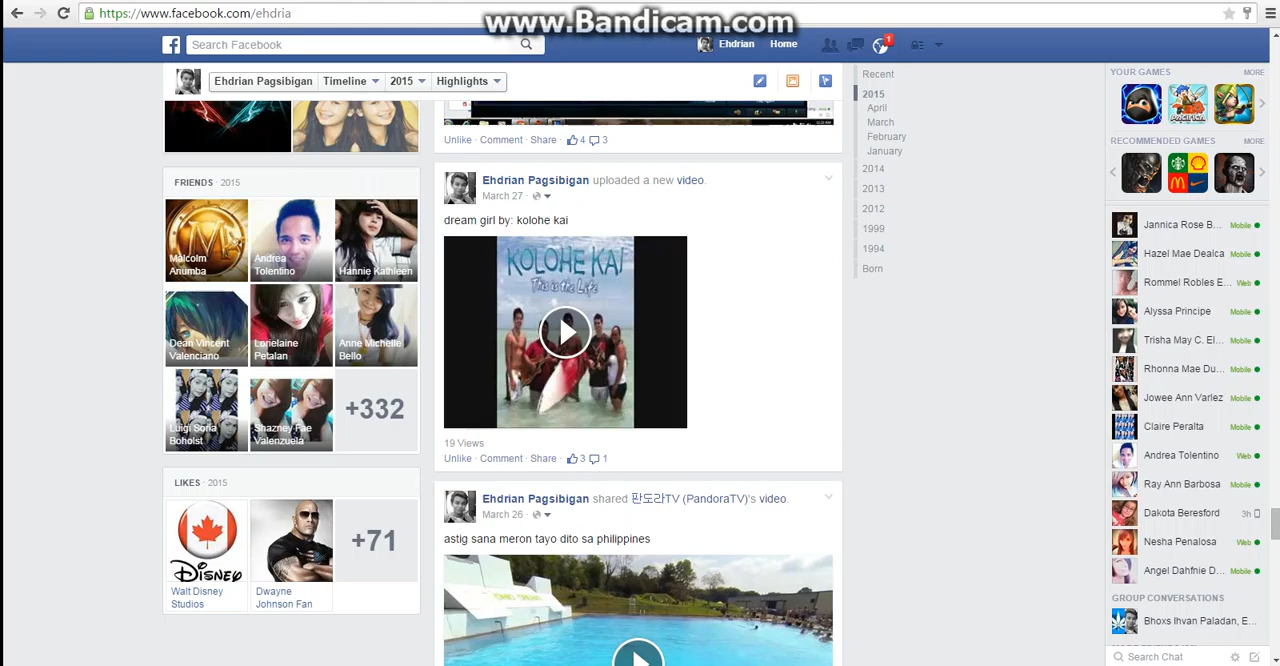 https://www.facebook.com/ehdria
www.Bandicam.com
Search Facebook
Ehdrian
Home
1
Ehdrian Pagsibigan
Timeline
2015
Highlights
Unlike · Comment · Share · 4 3
FRIENDS · 2015
Malcolm Anumba
Andrea Tolentino
Hannie Kathleen
Dean Vincent Valenciano
Lorielaine Petalan
Anne Michelle Bello
Luigi Soria Boholst
Shazney Fae Valenzuela
+332
LIKES · 2015
DISNEY
Walt Disney Studios
Dwayne Johnson Fan
+71
Ehdrian Pagsibigan uploaded a new video.
March 27 ·
dream girl by: kolohe kai
KOLOHE KAI
This is the Life
19 Views
Unlike · Comment · Share · 3 1
Ehdrian Pagsibigan shared 판도라TV (PandoraTV)'s video.
March 26 ·
astig sana meron tayo dito sa philippines
Recent
2015
April
March
February
January
2014
2013
2012
1999
1994
Born
YOUR GAMES
MORE
RECOMMENDED GAMES
MORE
Jannica Rose B... Mobile
Hazel Mae Dealca Mobile
Rommel Robles E... Web
Alyssa Principe Mobile
Trisha May C. El... Mobile
Rhonna Mae Du... Mobile
Jowee Ann Varlez Mobile
Claire Peralta Mobile
Andrea Tolentino Web
Ray Ann Barbosa Mobile
Dakota Beresford 3h
Nesha Penalosa Web
Angel Dahfnie D... Mobile
GROUP CONVERSATIONS
Bhoxs Ihvan Paladan, E...
Search Chat